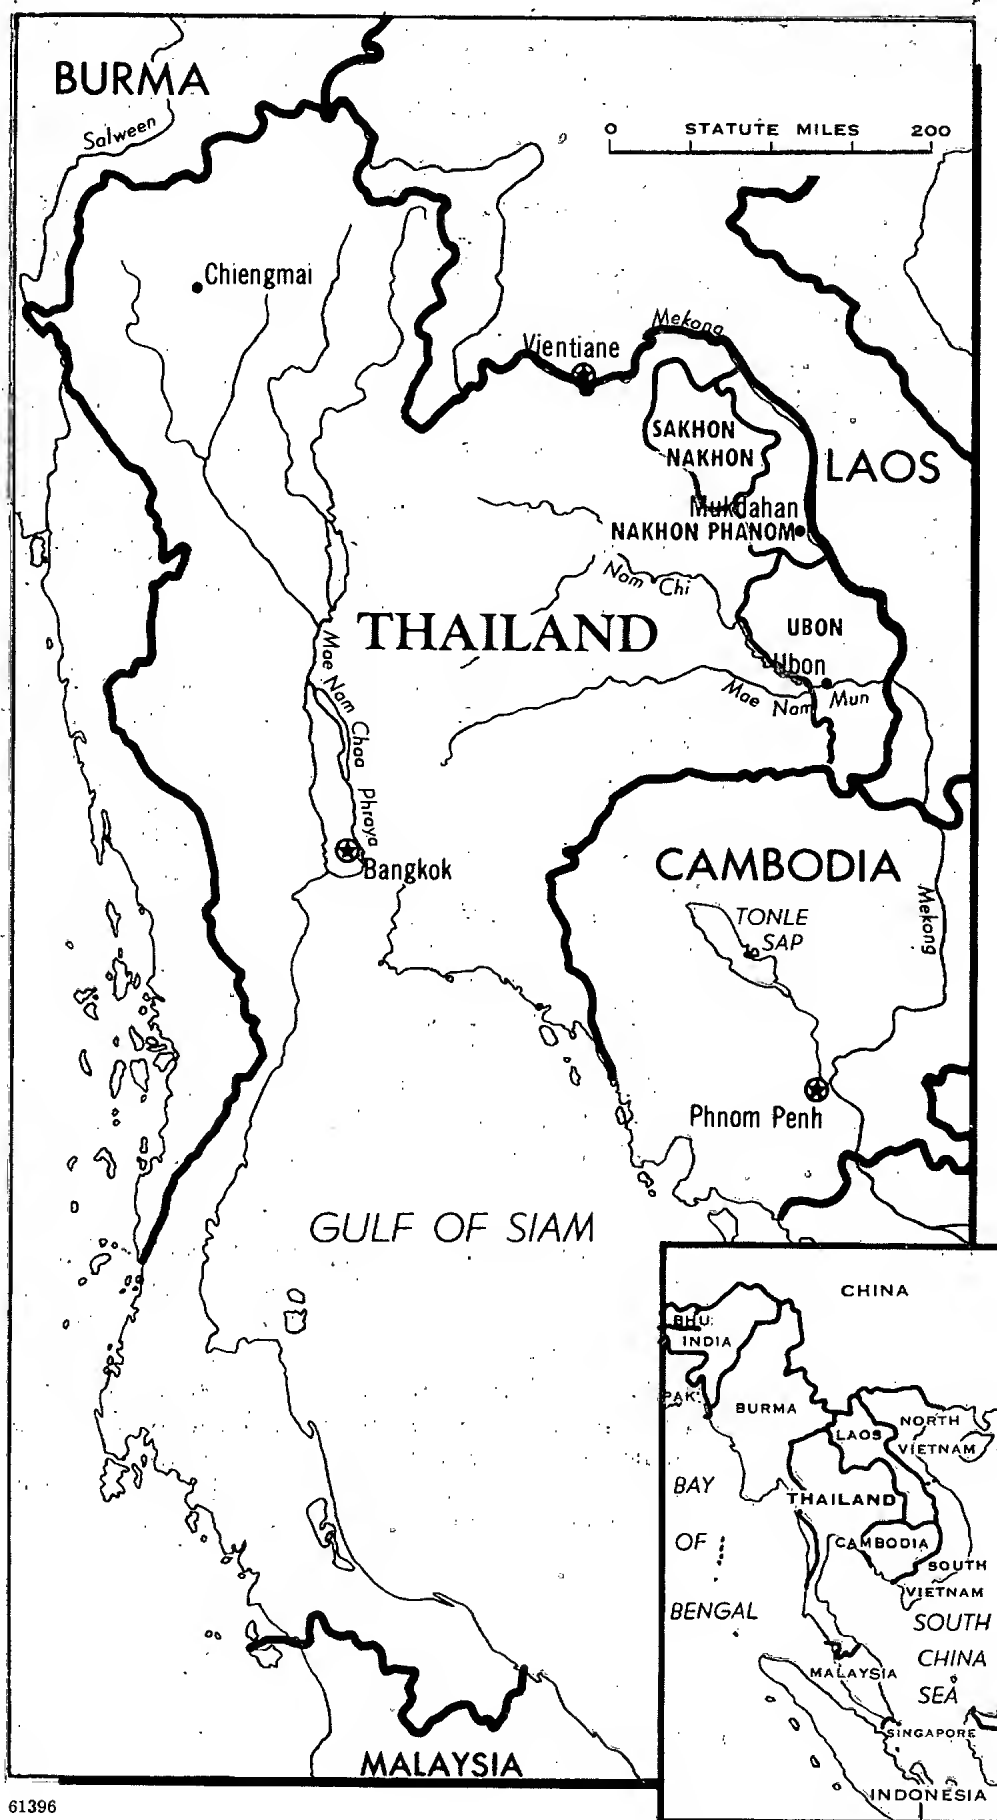 BURMA
Salween
0 STATUTE MILES 200
Chiengmai
Mekong
Vientiane
SAKHON
NAKHON
LAOS
Mukdahan
NAKHON PHANOM
Nam Chi
THAILAND
UBON
Ubon
Mae Nam Mun
Mae Nam Chao Phraya
Bangkok
CAMBODIA
TONLE
SAP
Mekong
Phnom Penh
GULF OF SIAM
MALAYSIA
CHINA
BHU.
INDIA
PAK.
BURMA
NORTH
VIETNAM
LAOS
BAY
OF
BENGAL
THAILAND
CAMBODIA
SOUTH
VIETNAM
SOUTH
CHINA
SEA
MALAYSIA
SINGAPORE
INDONESIA
61396